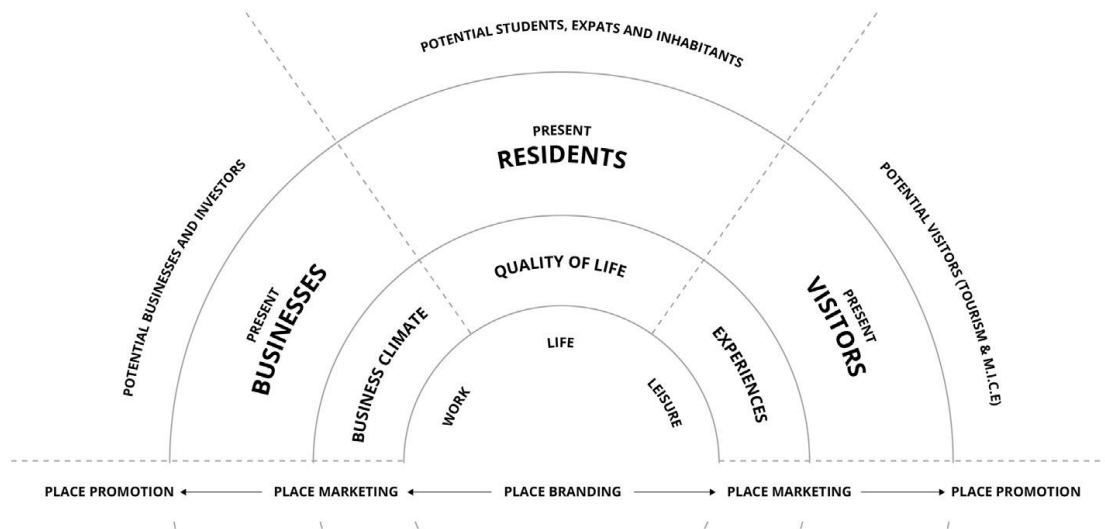 POTENTIAL STUDENTS, EXPATS AND INHABITANTS
PRESENT
RESIDENTS
POTENTIAL BUSINESSES AND INVESTORS
PRESENT
BUSINESSES
PRESENT
VISITORS
POTENTIAL VISITORS (TOURISM & M.I.C.E)
QUALITY OF LIFE
BUSINESS CLIMATE
EXPERIENCES
LIFE
WORK
LEISURE
PLACE PROMOTION
PLACE MARKETING
PLACE BRANDING
PLACE MARKETING
PLACE PROMOTION